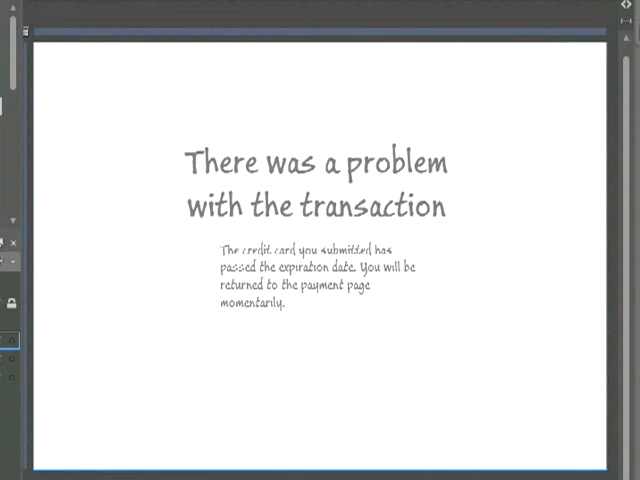 There was a problem
with the transaction
The credit card you submitted has
passed the expiration date. You will be
returned to the payment page
momentarily.